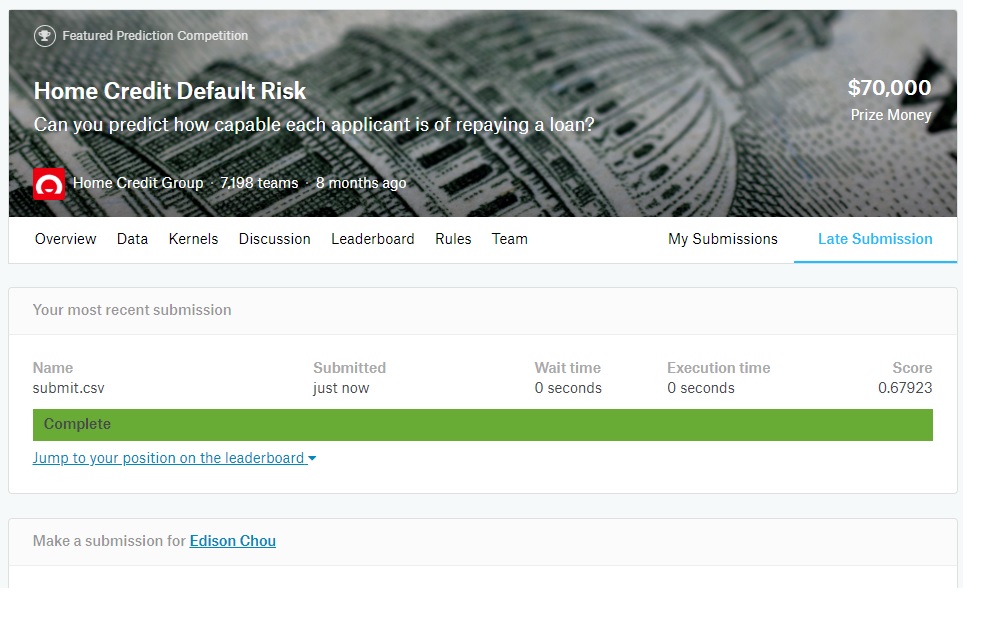 Featured Prediction Competition
Home Credit Default Risk
$70,000
Can you predict how capable each applicant is of repaying a loan?
Prize Money
Home Credit Group · 7,198 teams · 8 months ago
Overview Data Kernels Discussion Leaderboard Rules Team My Submissions Late Submission
Your most recent submission
Name Submitted Wait time Execution time Score
submit.csv just now 0 seconds 0 seconds 0.67923
Complete
Jump to your position on the leaderboard
Make a submission for Edison Chou